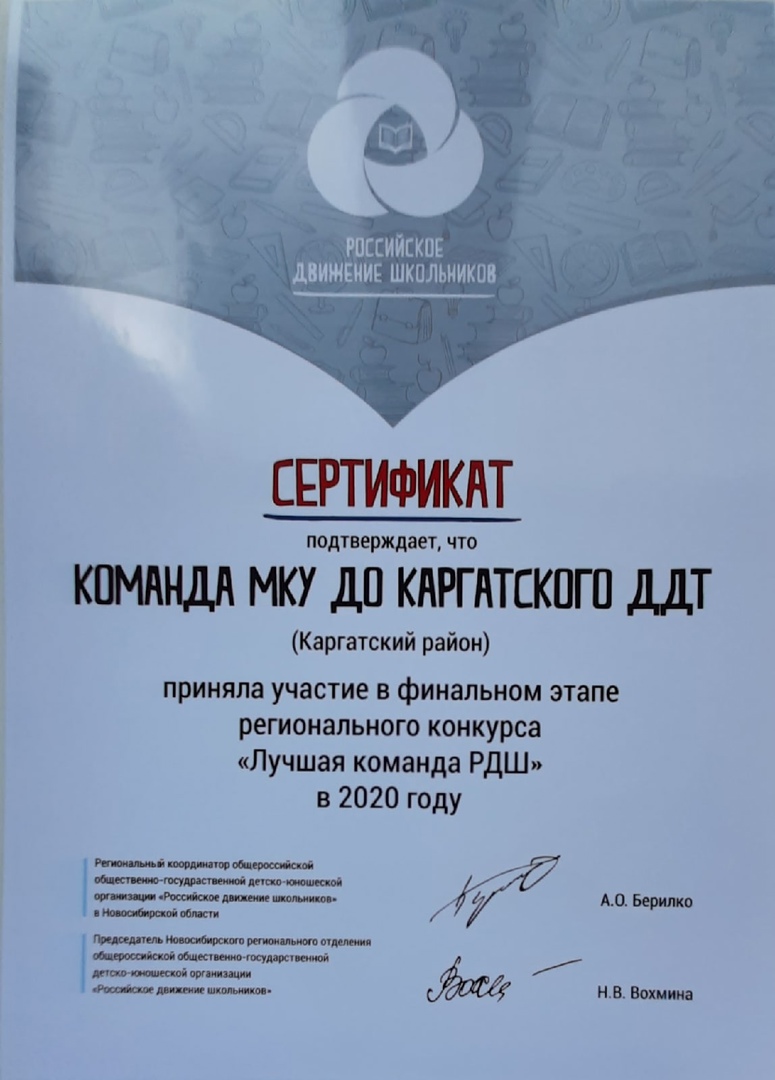 РОССИЙСКОЕ
ДВИЖЕНИЕ ШКОЛЬНИКОВ
СЕРТИФИКАТ
подтверждает, что
КОМАНДА МКУ ДО КАРГАТСКОГО ДДТ
(Каргатский район)
приняла участие в финальном этапе
регионального конкурса
«Лучшая команда РДШ»
в 2020 году
Региональный координатор общероссийской
общественно-госудраственной детско-юношеской
организации «Российское движение школьников»
в Новосибирской области
А.О. Берилко
Председатель Новосибирского регионального отделения
общероссийской общественно-государственной
детско-юношеской организации
«Российское движение школьников»
Н.В. Вохмина